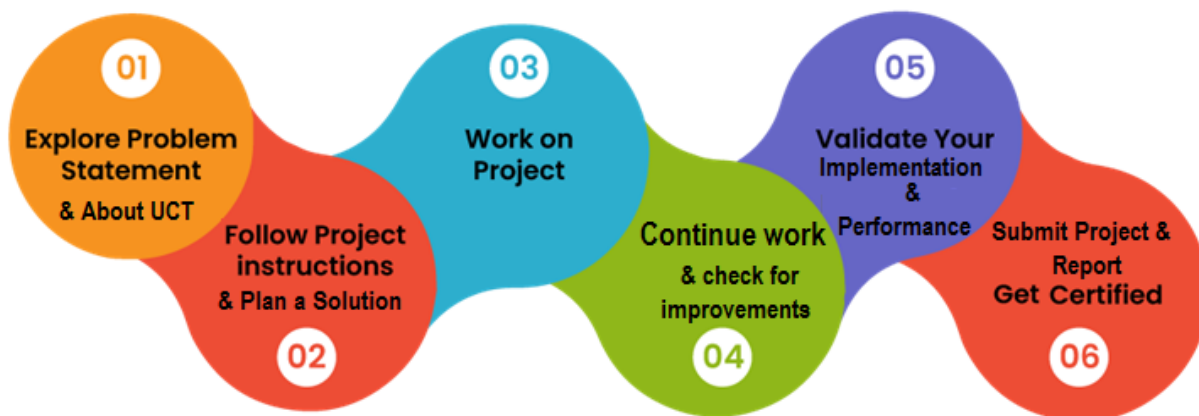 01
Explore Problem
Statement
& About UCT
Follow Project
instructions
& Plan a Solution
02
03
Work on
Project
Continue work
& check for
improvements
04
05
Validate Your
Implementation
&
Performance
Submit Project &
Report
Get Certified
06